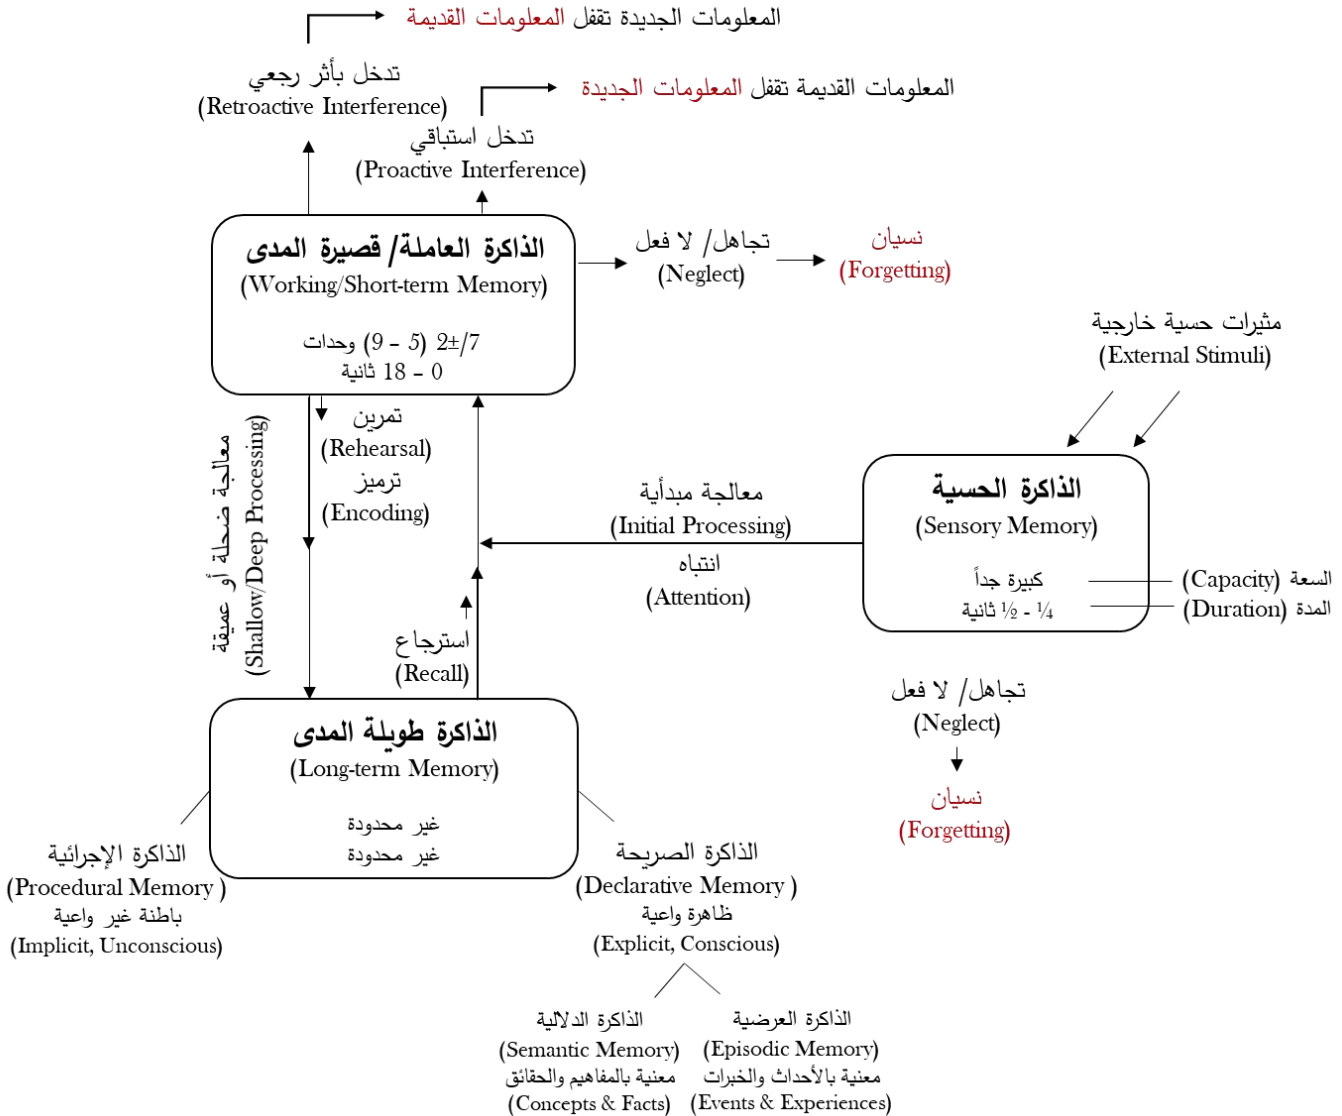 المعلومات الجديدة تقفل المعلومات القديمة
تدخل بأثر رجعي
(Retroactive Interference)
المعلومات القديمة تقفل المعلومات الجديدة
تدخل استباقي
(Proactive Interference)
الذاكرة العاملة/ قصيرة المدى
(Working/Short-term Memory)
7/±2 (5 – 9) وحدات
0 – 18 ثانية
تجاهل/ لا فعل
(Neglect)
نسيان
(Forgetting)
مثيرات حسية خارجية
(External Stimuli)
الذاكرة الحسية
(Sensory Memory)
كبيرة جداً
¼ - ½ ثانية
السعة (Capacity)
المدة (Duration)
معالجة مبدأية
(Initial Processing)
انتباه
(Attention)
تمرين
(Rehearsal)
ترميز
(Encoding)
معالجة ضحلة أو عميقة
(Shallow/Deep Processing)
استرجاع
(Recall)
تجاهل/ لا فعل
(Neglect)
نسيان
(Forgetting)
الذاكرة طويلة المدى
(Long-term Memory)
غير محدودة
غير محدودة
الذاكرة الإجرائية
(Procedural Memory )
باطنة غير واعية
(Implicit, Unconscious)
الذاكرة الصريحة
(Declarative Memory )
ظاهرة واعية
(Explicit, Conscious)
الذاكرة العرضية
(Episodic Memory)
معنية بالأحداث والخبرات
(Events & Experiences)
الذاكرة الدلالية
(Semantic Memory)
معنية بالمفاهيم والحقائق
(Concepts & Facts)